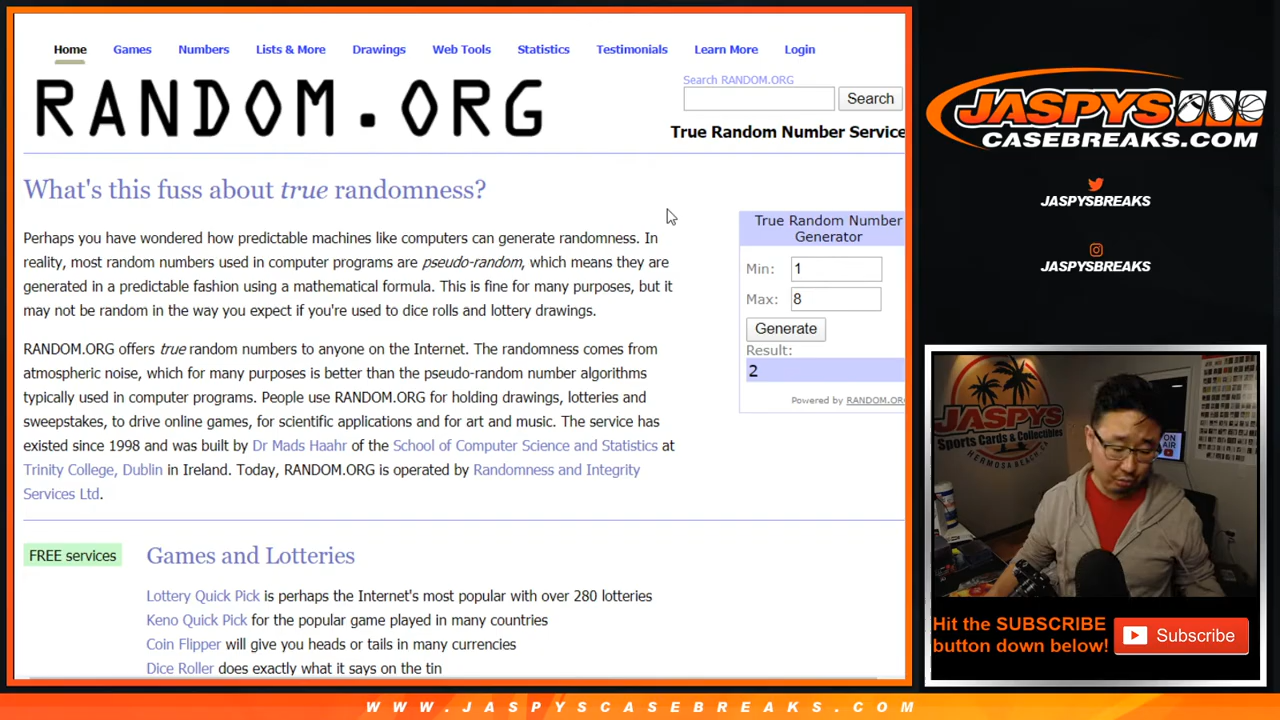 Home Games Numbers Lists & More Drawings Web Tools Statistics Testimonials Learn More Login
RANDOM.ORG
Search RANDOM.ORG
Search
True Random Number Service
What's this fuss about true randomness?
Perhaps you have wondered how predictable machines like computers can generate randomness. In
reality, most random numbers used in computer programs are pseudo-random, which means they are
generated in a predictable fashion using a mathematical formula. This is fine for many purposes, but it
may not be random in the way you expect if you're used to dice rolls and lottery drawings.
RANDOM.ORG offers true random numbers to anyone on the Internet. The randomness comes from
atmospheric noise, which for many purposes is better than the pseudo-random number algorithms
typically used in computer programs. People use RANDOM.ORG for holding drawings, lotteries and
sweepstakes, to drive online games, for scientific applications and for art and music. The service has
existed since 1998 and was built by Dr Mads Haahr of the School of Computer Science and Statistics at
Trinity College, Dublin in Ireland. Today, RANDOM.ORG is operated by Randomness and Integrity
Services Ltd.
True Random Number
Generator
Min: 1
Max: 8
Generate
Result:
2
Powered by RANDOM.ORG
FREE services
Games and Lotteries
Lottery Quick Pick is perhaps the Internet's most popular with over 280 lotteries
Keno Quick Pick for the popular game played in many countries
Coin Flipper will give you heads or tails in many currencies
Dice Roller does exactly what it says on the tin
JASPYS
CASEBREAKS.COM
JASPYSBREAKS
JASPYSBREAKS
JASPYS
Sports Cards & Collectibles
HERMOSA BEACH, CA
ON
AIR
Hit the SUBSCRIBE
button down below!
Subscribe
WWW.JASPYSCASEBREAKS.COM